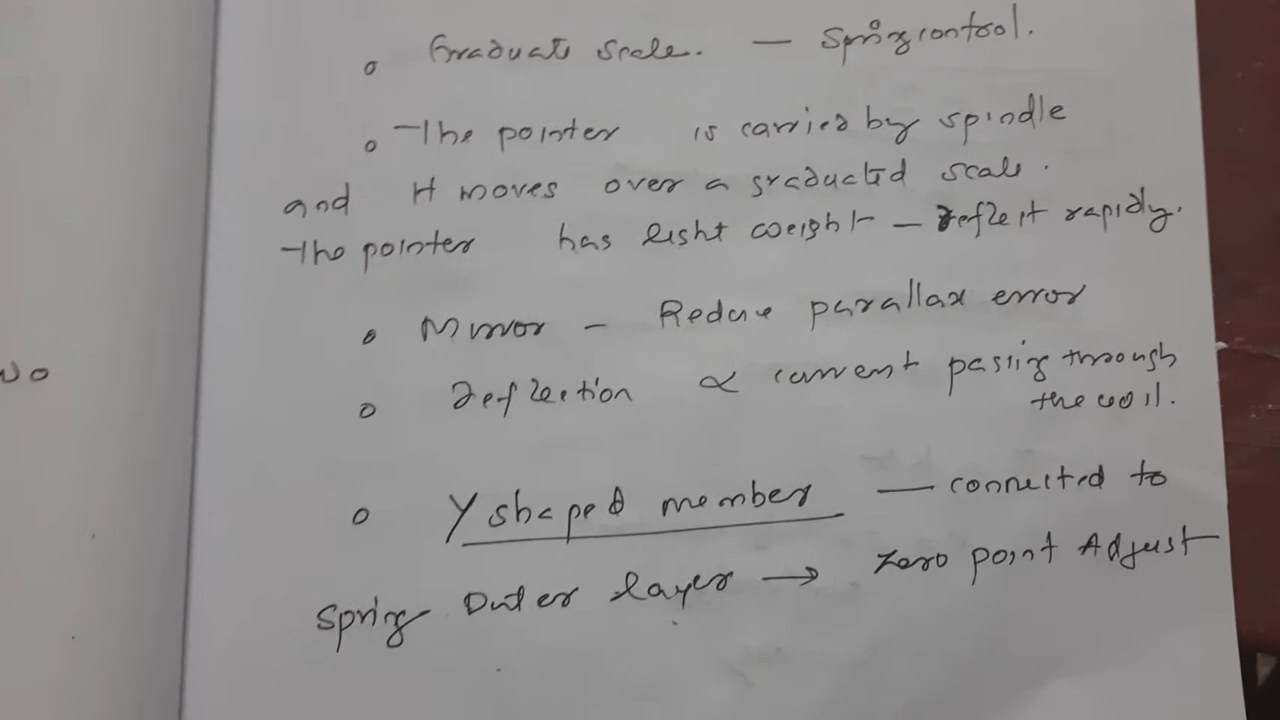 o Graduate Scale. — Spring control.
o The pointer is carried by spindle
and it moves over a graduated scale.
The pointer has light weight — deflect rapidly.
o Mirror — Reduce parallax error
o Deflection ∝ current passing through
the coil.
o Y shaped member — connected to
Spring Outer layer → Zero point Adjust